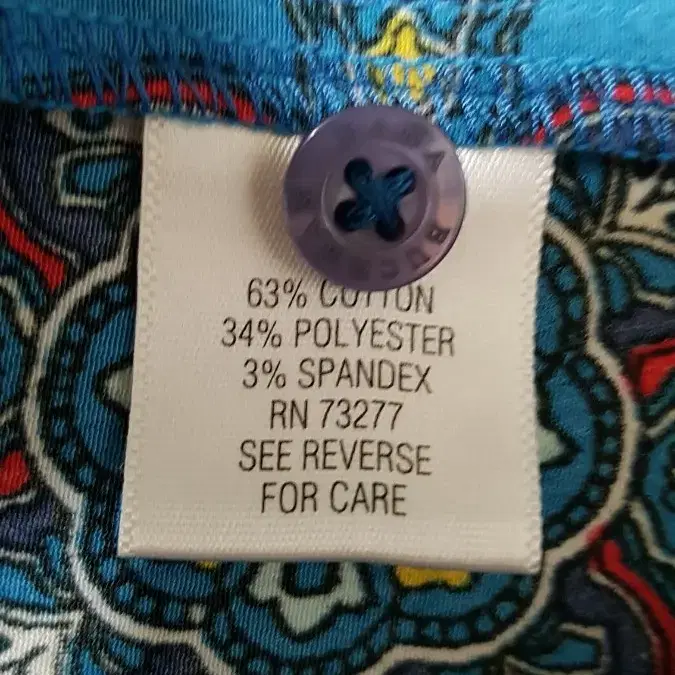 63% COTTON
34% POLYESTER
3% SPANDEX
RN 73277
SEE REVERSE
FOR CARE